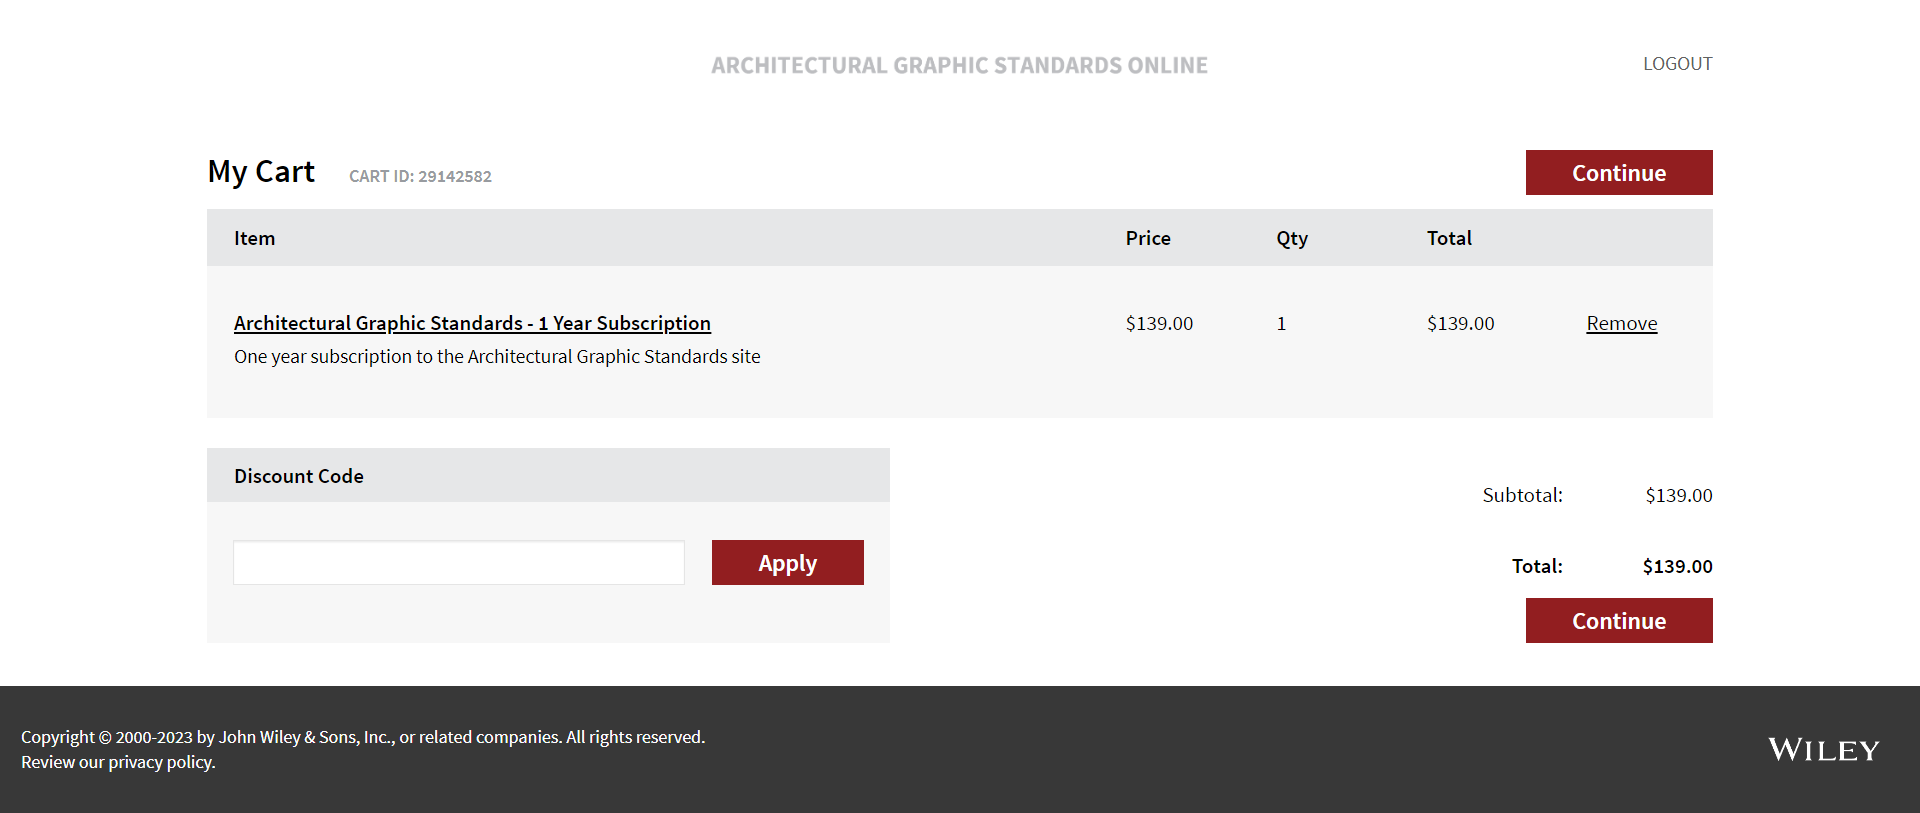 ARCHITECTURAL GRAPHIC STANDARDS ONLINE
LOGOUT
My Cart
CART ID: 29142582
Continue
Item Price Qty Total
Architectural Graphic Standards - 1 Year Subscription $139.00 1 $139.00 Remove
One year subscription to the Architectural Graphic Standards site
Discount Code
Apply
Subtotal: $139.00
Total: $139.00
Continue
Copyright © 2000-2023 by John Wiley & Sons, Inc., or related companies. All rights reserved.
Review our privacy policy.
WILEY